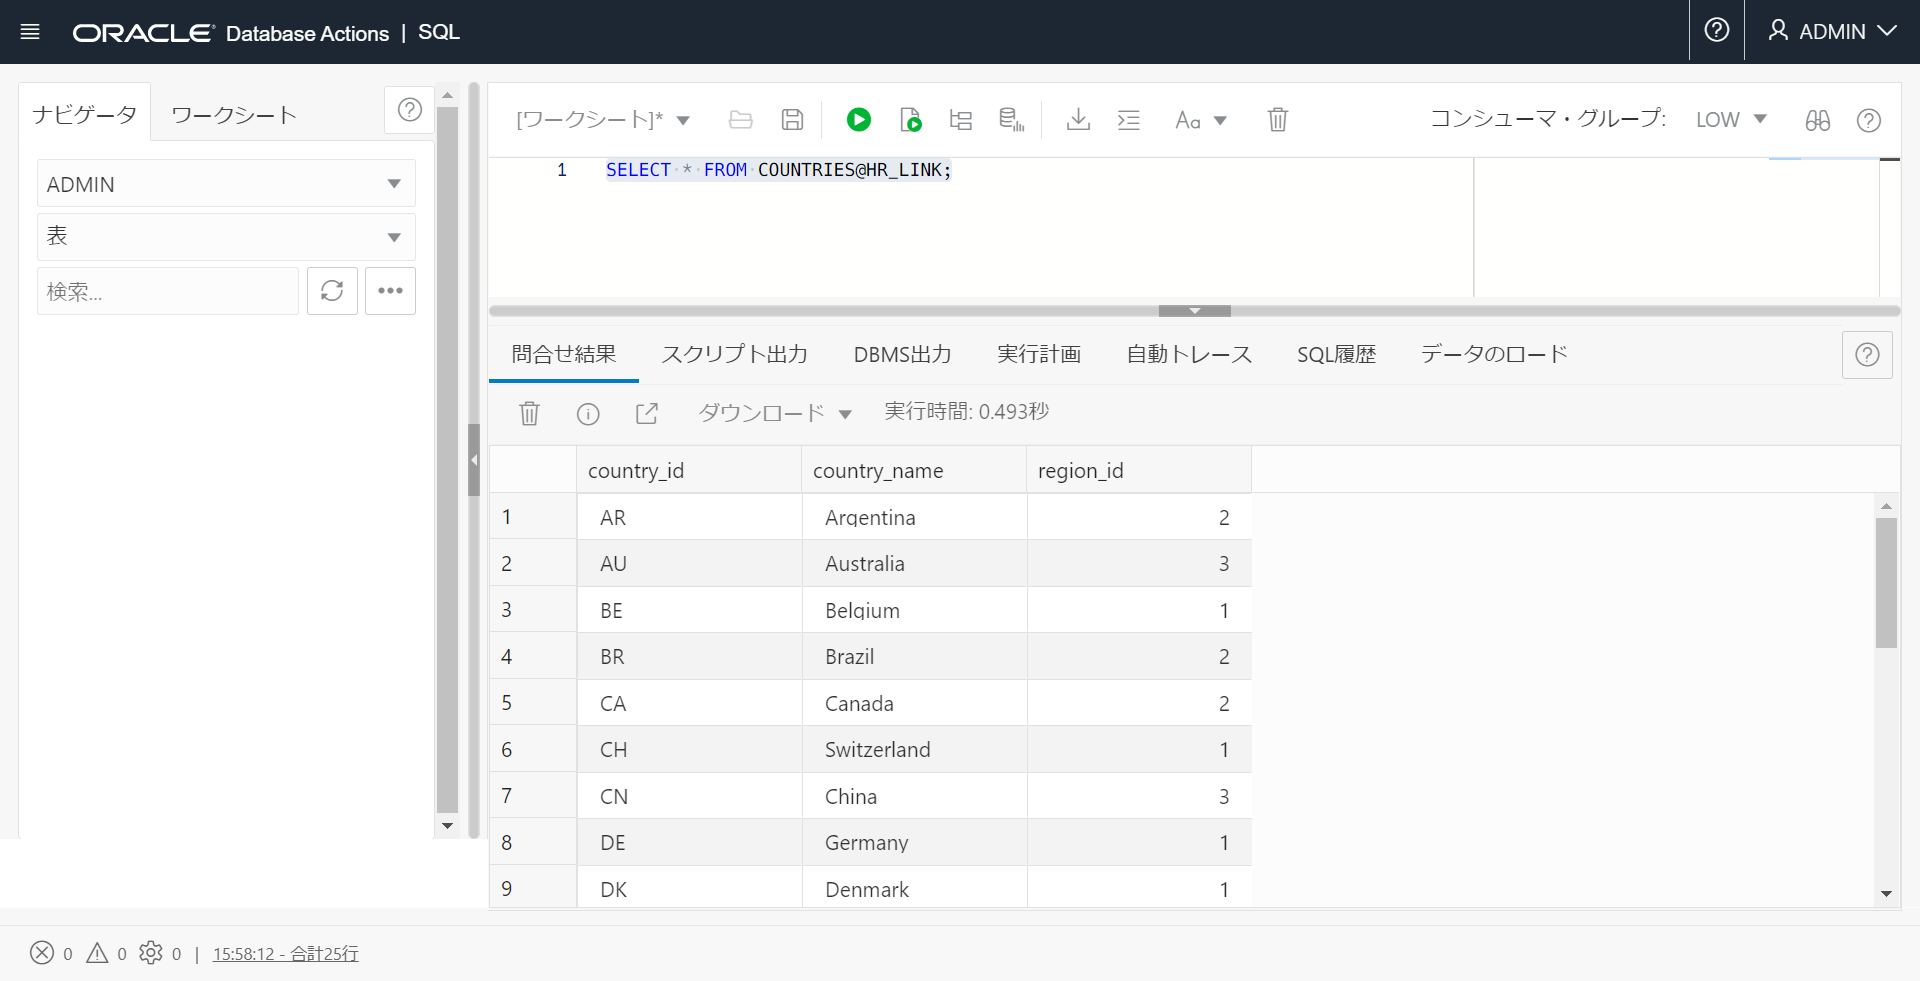 ORACLE Database Actions | SQL
ADMIN
ナビゲータ ワークシート
ADMIN
表
検索...
[ワークシート]*
Aa
コンシューマ・グループ: LOW
1 SELECT * FROM COUNTRIES@HR_LINK;
問合せ結果 スクリプト出力 DBMS出力 実行計画 自動トレース SQL履歴 データのロード
ダウンロード 実行時間: 0.493秒
country_id country_name region_id
1 AR Argentina 2
2 AU Australia 3
3 BE Belgium 1
4 BR Brazil 2
5 CA Canada 2
6 CH Switzerland 1
7 CN China 3
8 DE Germany 1
9 DK Denmark 1
0 0 0 | 15:58:12 - 合計25行